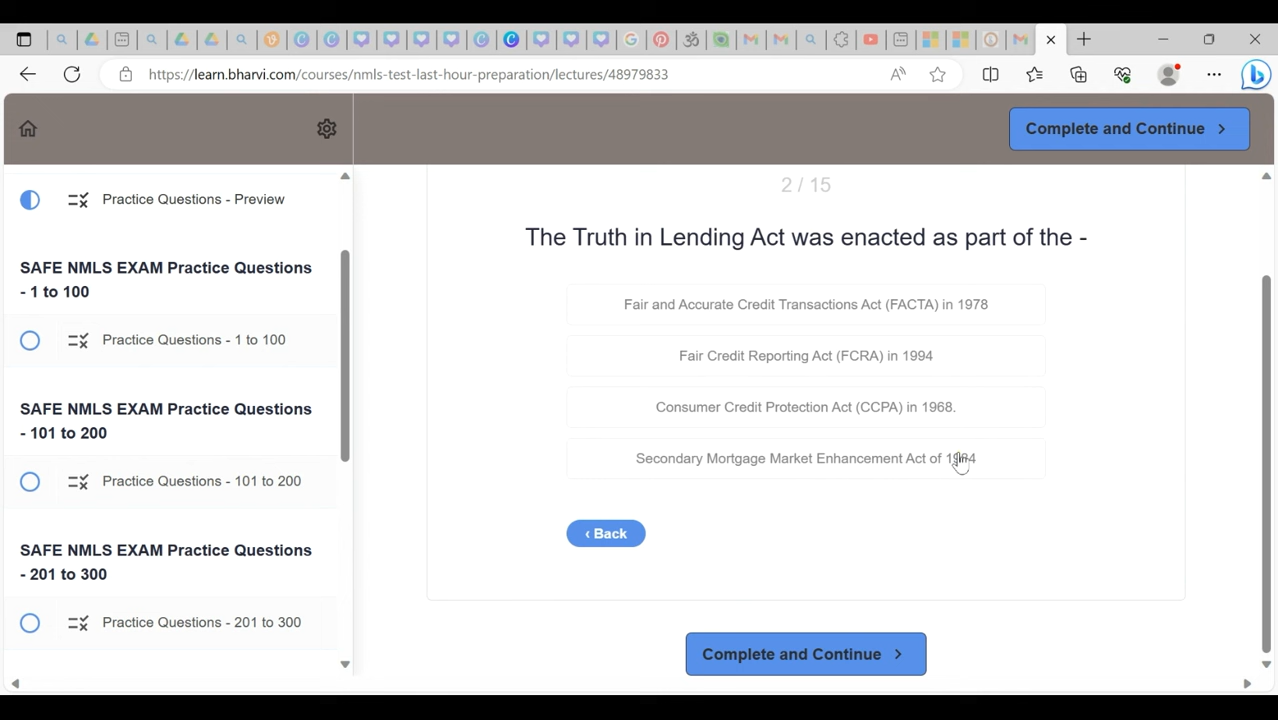 https://learn.bharvi.com/courses/nmls-test-last-hour-preparation/lectures/48979833
Complete and Continue
Practice Questions - Preview
SAFE NMLS EXAM Practice Questions
- 1 to 100
Practice Questions - 1 to 100
SAFE NMLS EXAM Practice Questions
- 101 to 200
Practice Questions - 101 to 200
SAFE NMLS EXAM Practice Questions
- 201 to 300
Practice Questions - 201 to 300
2 / 15
The Truth in Lending Act was enacted as part of the -
Fair and Accurate Credit Transactions Act (FACTA) in 1978
Fair Credit Reporting Act (FCRA) in 1994
Consumer Credit Protection Act (CCPA) in 1968.
Secondary Mortgage Market Enhancement Act of
‹ Back
Complete and Continue